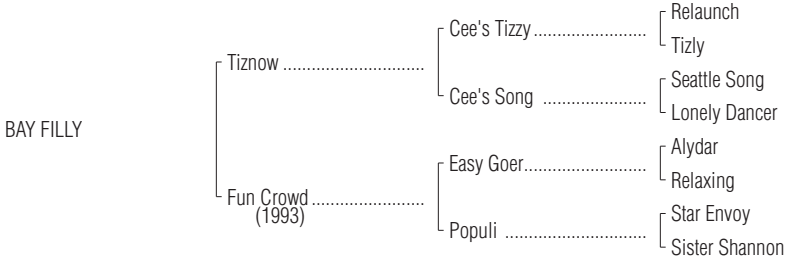 Relaunch
Cee's Tizzy........................
Tizly
Tiznow ..............................
Seattle Song
Cee's Song ......................
Lonely Dancer
BAY FILLY
Alydar
Easy Goer..........................
Relaxing
Fun Crowd........................
(1993)
Star Envoy
Populi ..............................
Sister Shannon